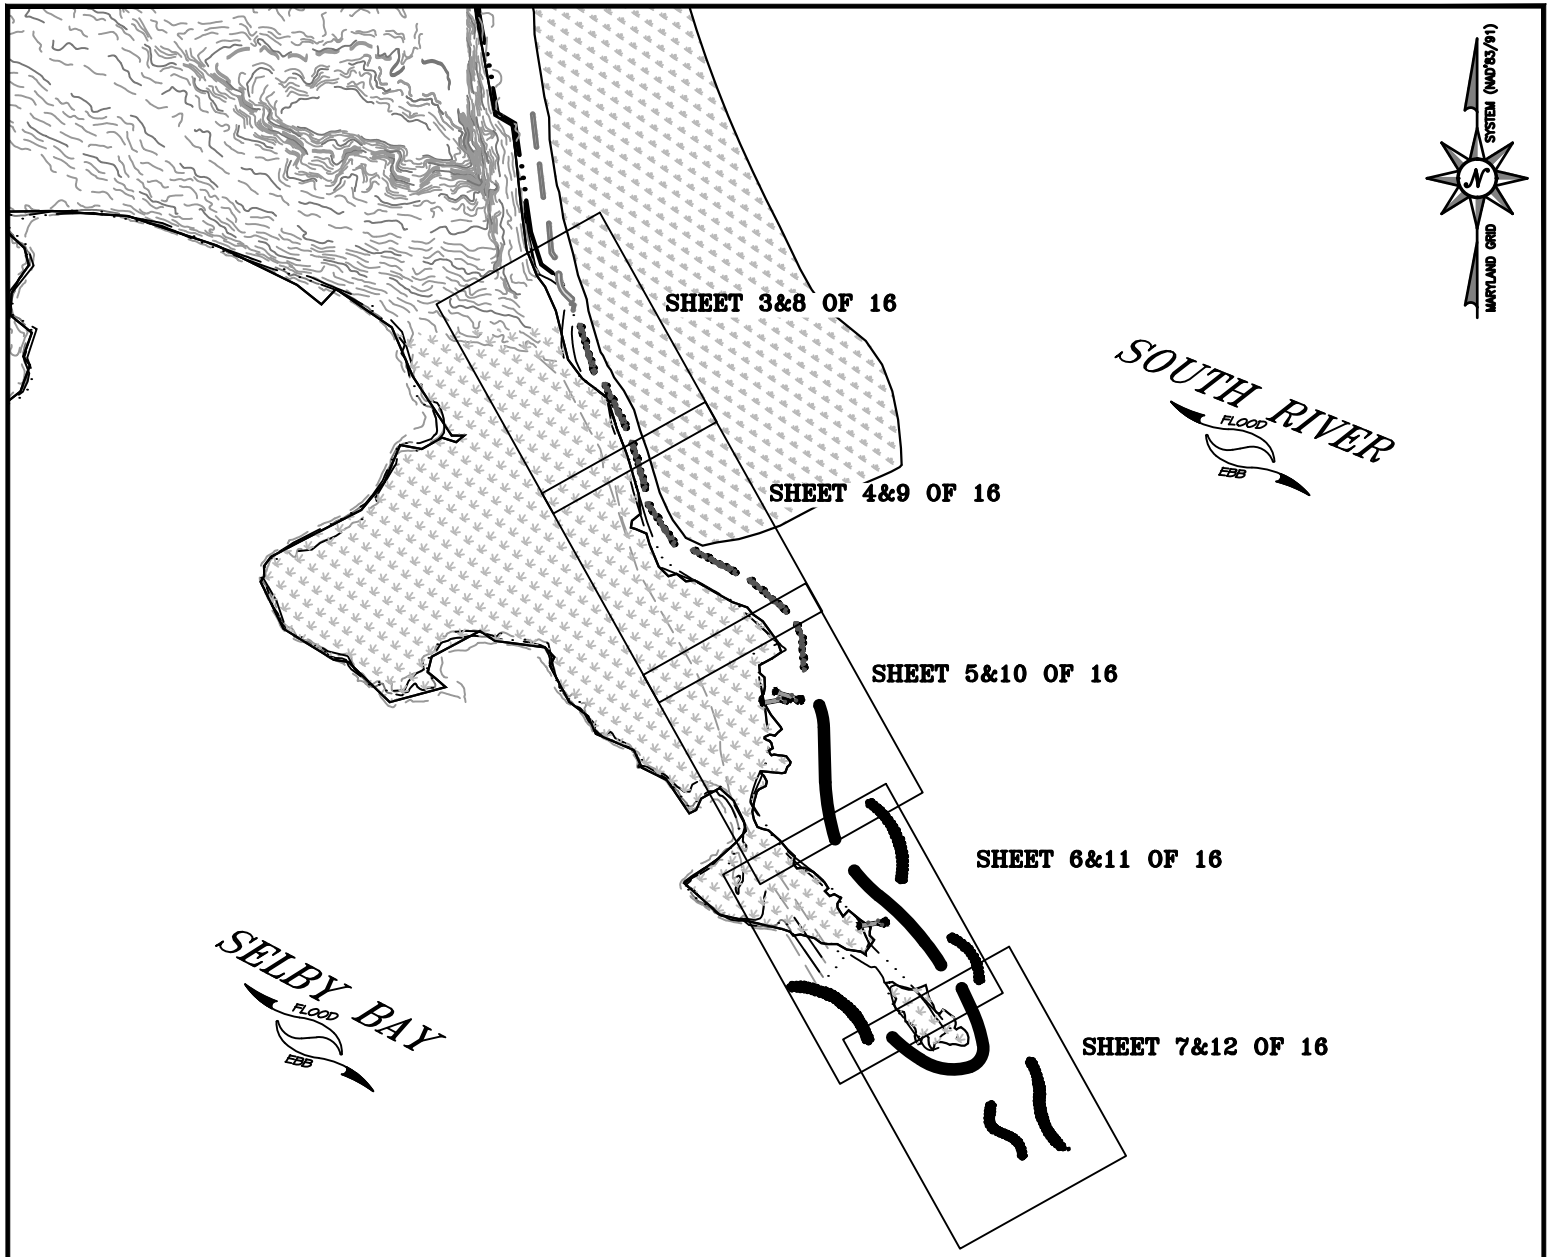 SYSTEM (NAD'83/91)
N
MARYLAND GRID
SHEET 3&8 OF 16
SOUTH RIVER
FLOOD
EBB
SHEET 4&9 OF 16
SHEET 5&10 OF 16
SHEET 6&11 OF 16
SELBY BAY
FLOOD
EBB
SHEET 7&12 OF 16